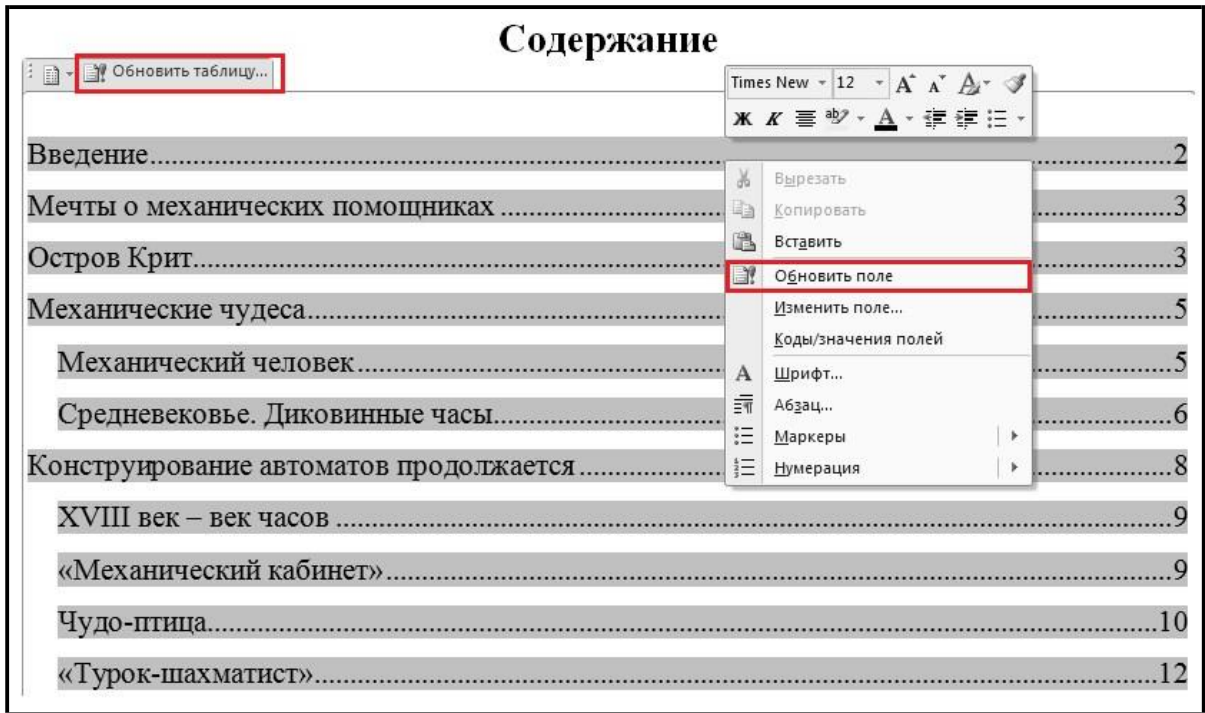 Содержание
Обновить таблицу...
Times New 12 A A A
Ж К ab A
Введение 2
Мечты о механических помощниках 3
Остров Крит 3
Механические чудеса 5
Механический человек 5
Средневековье. Диковинные часы 6
Конструирование автоматов продолжается 8
XVIII век – век часов 9
«Механический кабинет» 9
Чудо-птица 10
«Турок-шахматист» 12
Вырезать
Копировать
Вставить
Обновить поле
Изменить поле...
Коды/значения полей
А Шрифт...
Абзац...
Маркеры
Нумерация